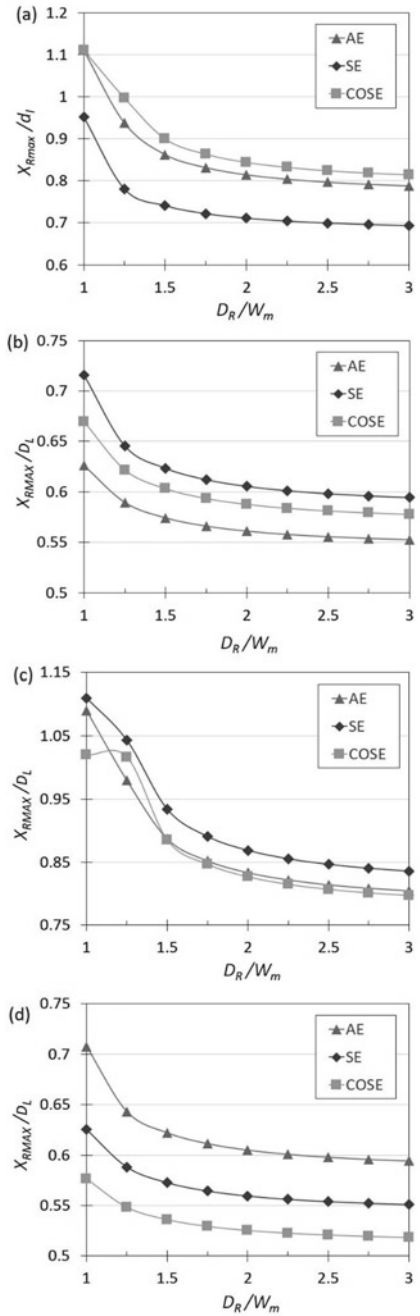 (a)
1.2
1.1
1
0.9
0.8
0.7
0.6
X_Rmax/d_l
AE
SE
COSE
1 1.5 2 2.5 3
D_R/W_m
(b)
0.75
0.7
0.65
0.6
0.55
0.5
X_RMAX/D_L
AE
SE
COSE
1 1.5 2 2.5 3
D_R/W_m
(c)
1.15
1.05
0.95
0.85
0.75
X_RMAX/D_L
AE
SE
COSE
1 1.5 2 2.5 3
D_R/W_m
(d)
0.75
0.7
0.65
0.6
0.55
0.5
X_RMAX/D_L
AE
SE
COSE
1 1.5 2 2.5 3
D_R/W_m